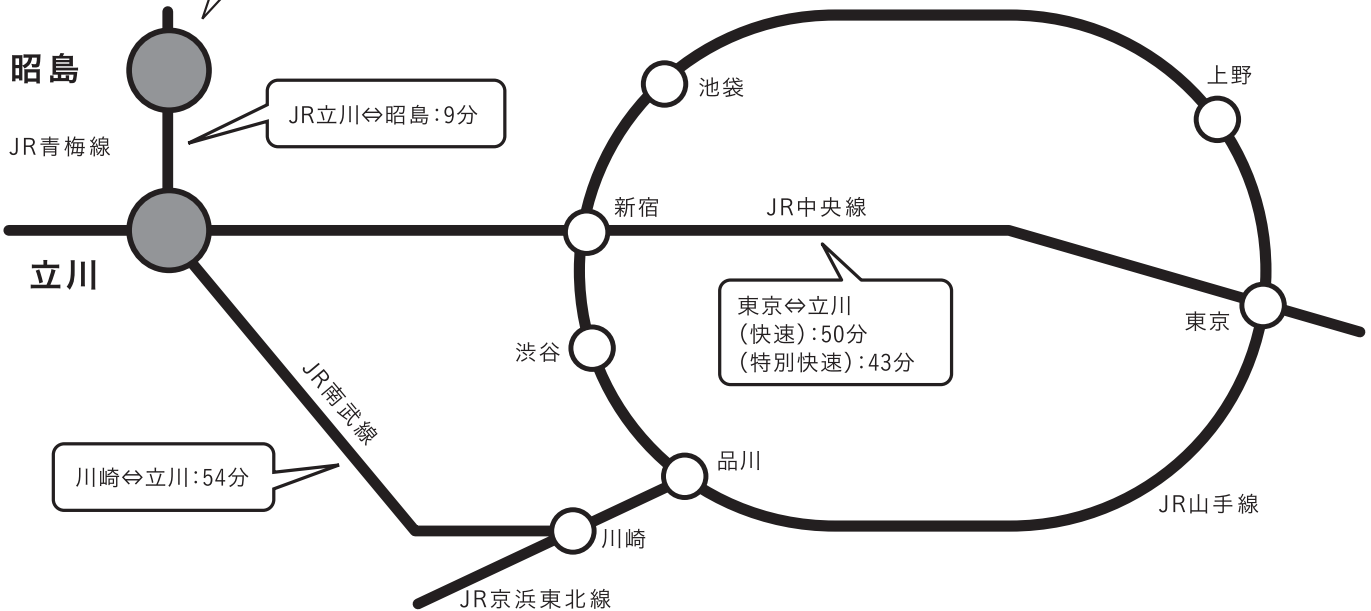 昭島
JR青梅線
JR立川⇔昭島：9分
池袋
上野
新宿
JR中央線
立川
東京⇔立川
（快速）：50分
（特別快速）：43分
東京
渋谷
JR南武線
川崎⇔立川：54分
品川
JR山手線
川崎
JR京浜東北線